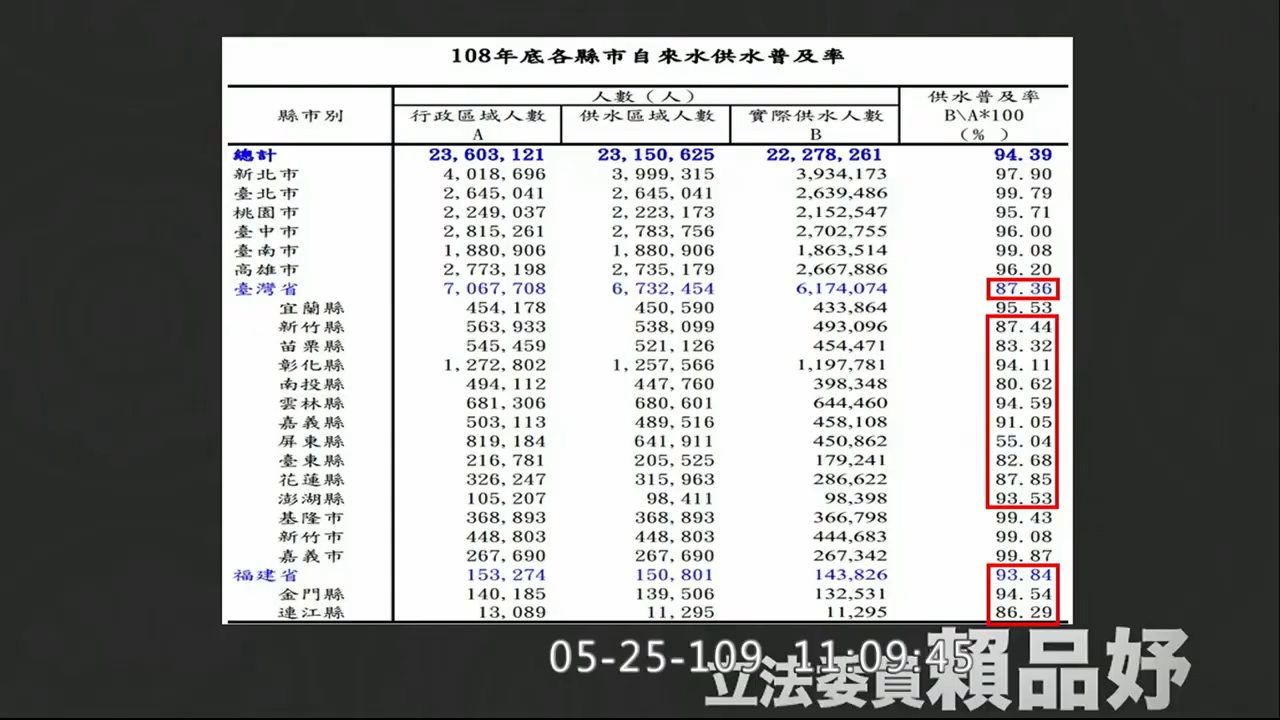 108年底各縣市自來水供水普及率
縣市別 人數（人） 供水普及率 B\A*100 （% ）
行政區域人數 A 供水區域人數 實際供水人數 B
總計 23,603,121 23,150,625 22,278,261 94.39
新北市 4,018,696 3,999,315 3,934,173 97.90
臺北市 2,645,041 2,645,041 2,639,486 99.79
桃園市 2,249,037 2,223,173 2,152,547 95.71
臺中市 2,815,261 2,783,756 2,702,755 96.00
臺南市 1,880,906 1,880,906 1,863,514 99.08
高雄市 2,773,198 2,735,179 2,667,886 96.20
臺灣省 7,067,708 6,732,454 6,174,074 87.36
宜蘭縣 454,178 450,590 433,864 95.53
新竹縣 563,933 538,099 493,096 87.44
苗栗縣 545,459 521,126 454,471 83.32
彰化縣 1,272,802 1,257,566 1,197,781 94.11
南投縣 494,112 447,760 398,348 80.62
雲林縣 681,306 680,601 644,460 94.59
嘉義縣 503,113 489,516 458,108 91.05
屏東縣 819,184 641,911 450,862 55.04
臺東縣 216,781 205,525 179,241 82.68
花蓮縣 326,247 315,963 286,622 87.85
澎湖縣 105,207 98,411 98,398 93.53
基隆市 368,893 368,893 366,798 99.43
新竹市 448,803 448,803 444,683 99.08
嘉義市 267,690 267,690 267,342 99.87
福建省 153,274 150,801 143,826 93.84
金門縣 140,185 139,506 132,531 94.54
連江縣 13,089 11,295 11,295 86.29
05-25-109 11:09:45
立法委員賴品妤